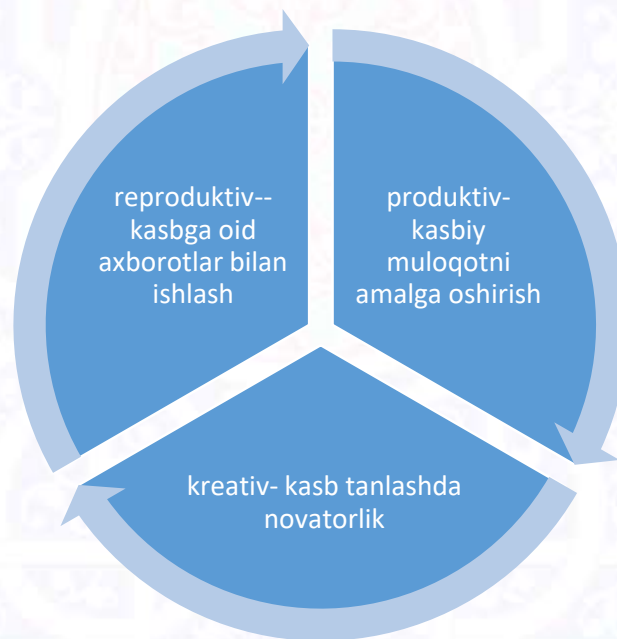 reproduktiv--
kasbga oid
axborotlar bilan
ishlash
produktiv-
kasbiy
muloqotni
amalga oshirish
kreativ- kasb tanlashda
novatorlik